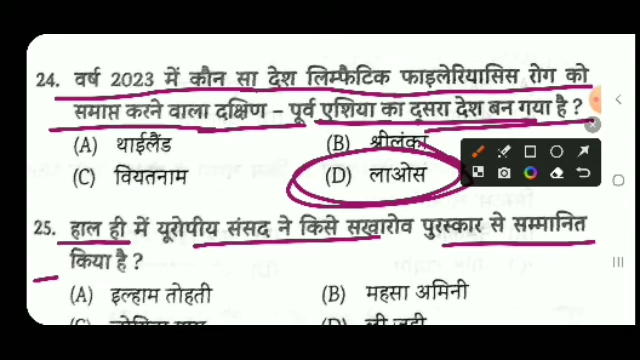 24. वर्ष 2023 में कौन सा देश लिम्फैटिक फाइलेरियासिस रोग को
समाप्त करने वाला दक्षिण – पूर्व एशिया का दूसरा देश बन गया है ?
(A) थाईलैंड (B) श्रीलंका
(C) वियतनाम (D) लाओस
25. हाल ही में यूरोपीय संसद ने किसे सखारोव पुरस्कार से सम्मानित
किया है ?
(A) इल्हाम तोहती (B) महसा अमिनी